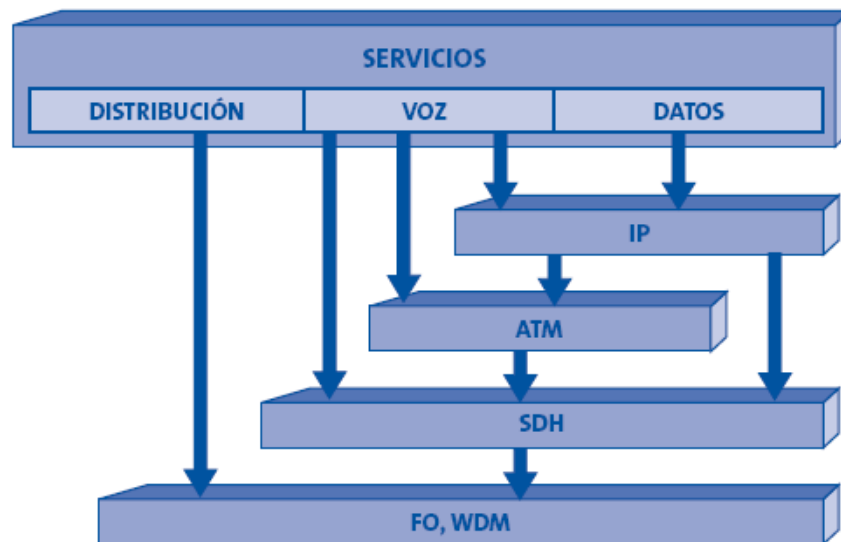 SERVICIOS
DISTRIBUCIÓN VOZ DATOS
IP
ATM
SDH
FO, WDM